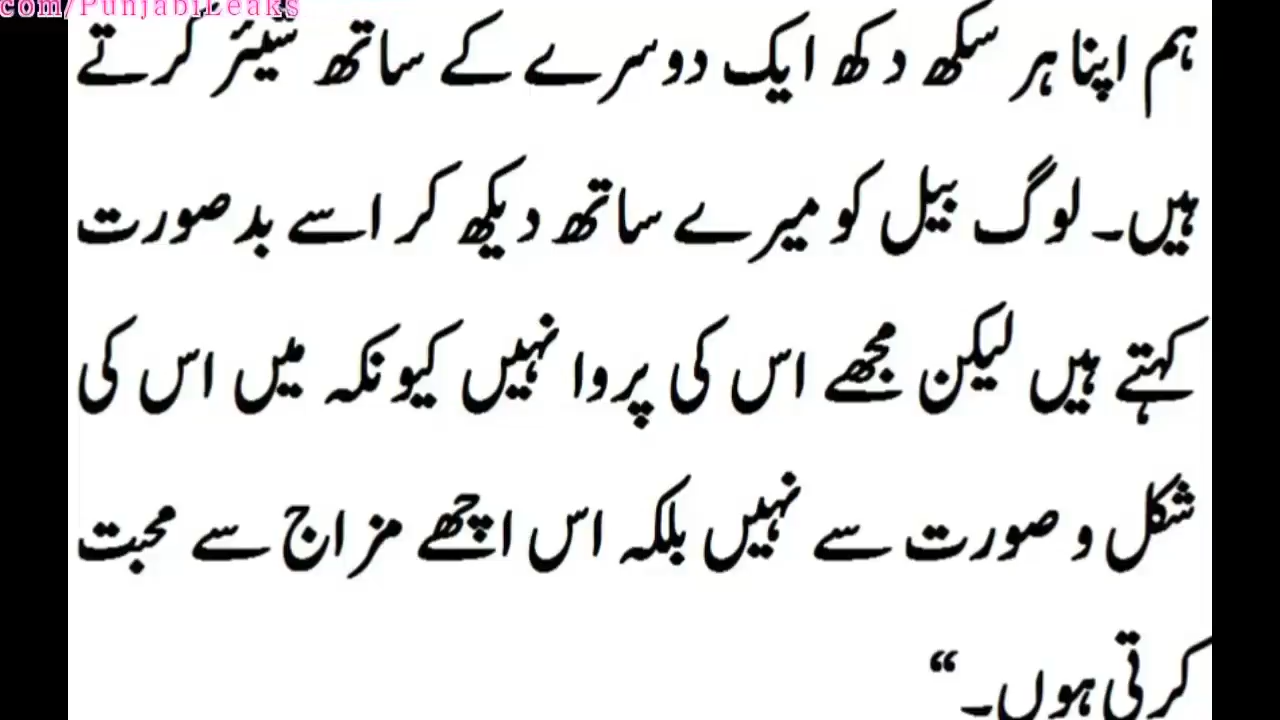 com/PunjabiLeaks
ہم اپنا ہر سکھ دکھ ایک دوسرے کے ساتھ شیئر کرتے
ہیں۔ لوگ بیل کو میرے ساتھ دیکھ کر اسے بدصورت
کہتے ہیں لیکن مجھے اس کی پروا نہیں کیونکہ میں اس کی
شکل و صورت سے نہیں بلکہ اس اچھے مزاج سے محبت
کرتی ہوں۔“